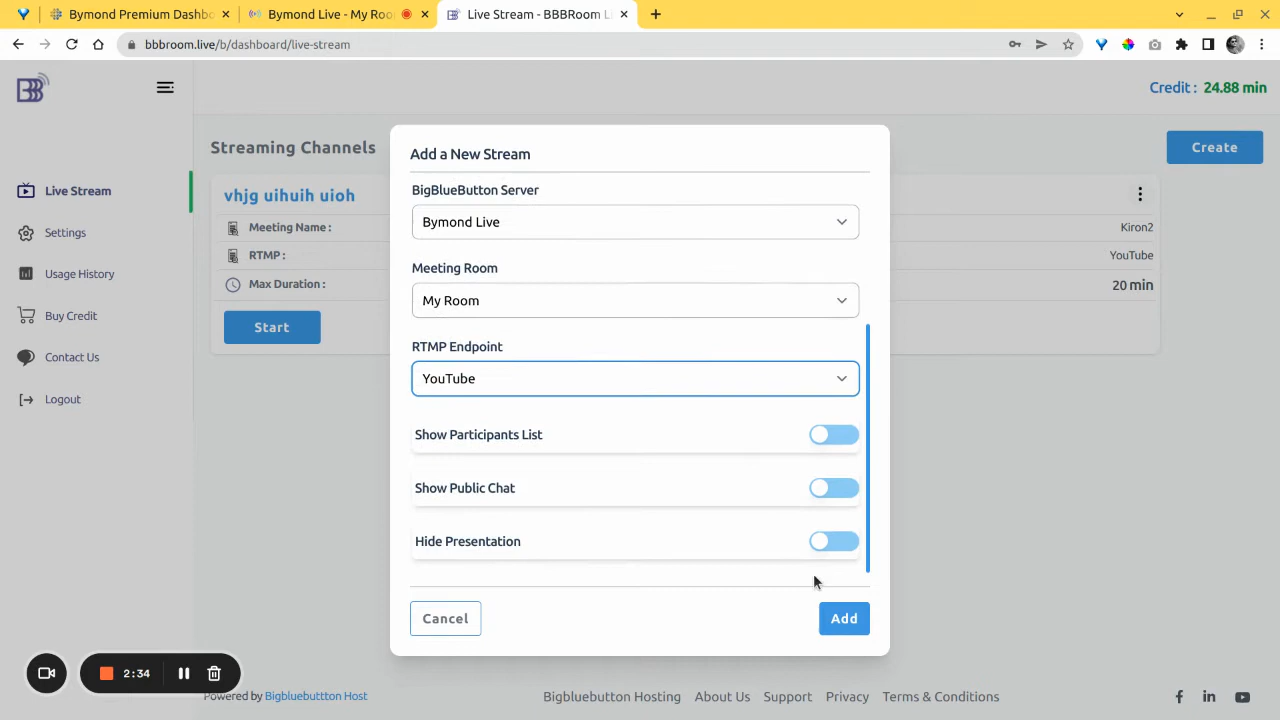 Bymond Premium Dashbo
Bymond Live - My Roo
Live Stream - BBBRoom L
bbbroom.live/b/dashboard/live-stream
BBB
Credit : 24.88 min
Streaming Channels
Create
Live Stream
Settings
Usage History
Buy Credit
Contact Us
Logout
vhjg uihuih uioh
Meeting Name :
Kiron2
RTMP :
YouTube
Max Duration :
20 min
Start
Add a New Stream
BigBlueButton Server
Bymond Live
Meeting Room
My Room
RTMP Endpoint
YouTube
Show Participants List
Show Public Chat
Hide Presentation
Cancel
Add
2:34
Powered by Bigbluebuttton Host
Bigbluebutton Hosting
About Us
Support
Privacy
Terms & Conditions